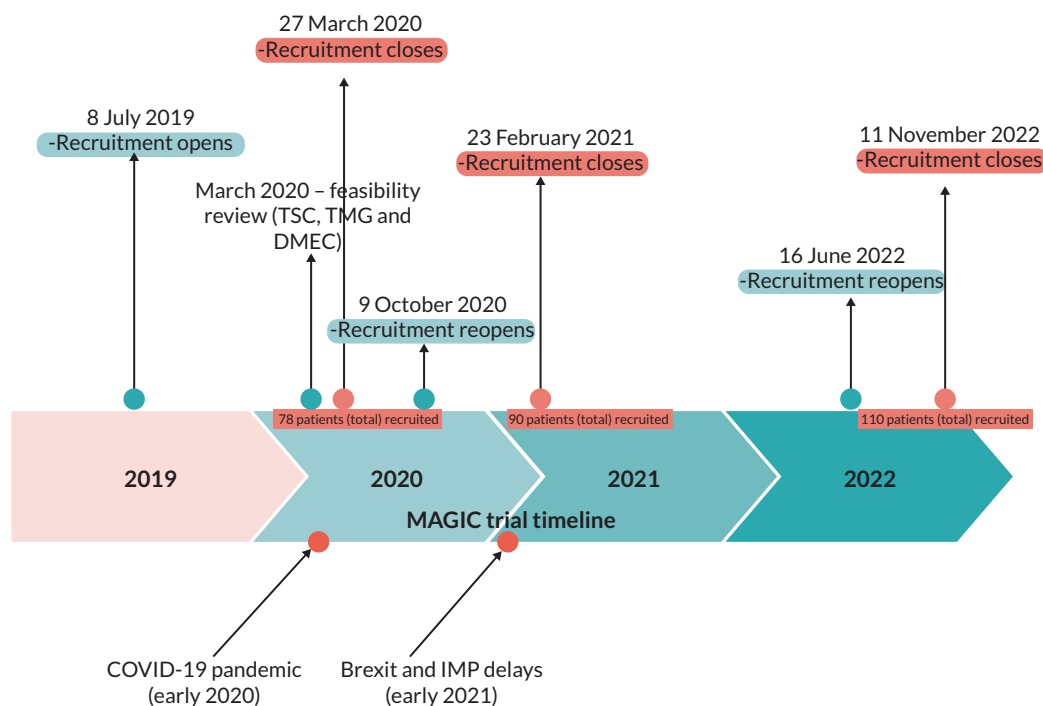 27 March 2020
-Recruitment closes
8 July 2019
-Recruitment opens
23 February 2021
-Recruitment closes
11 November 2022
-Recruitment closes
March 2020 – feasibility
review (TSC, TMG and
DMEC)
16 June 2022
-Recruitment reopens
9 October 2020
-Recruitment reopens
78 patients (total) recruited
90 patients (total) recruited
110 patients (total) recruited
2019
2020
2021
2022
MAGIC trial timeline
COVID-19 pandemic
(early 2020)
Brexit and IMP delays
(early 2021)